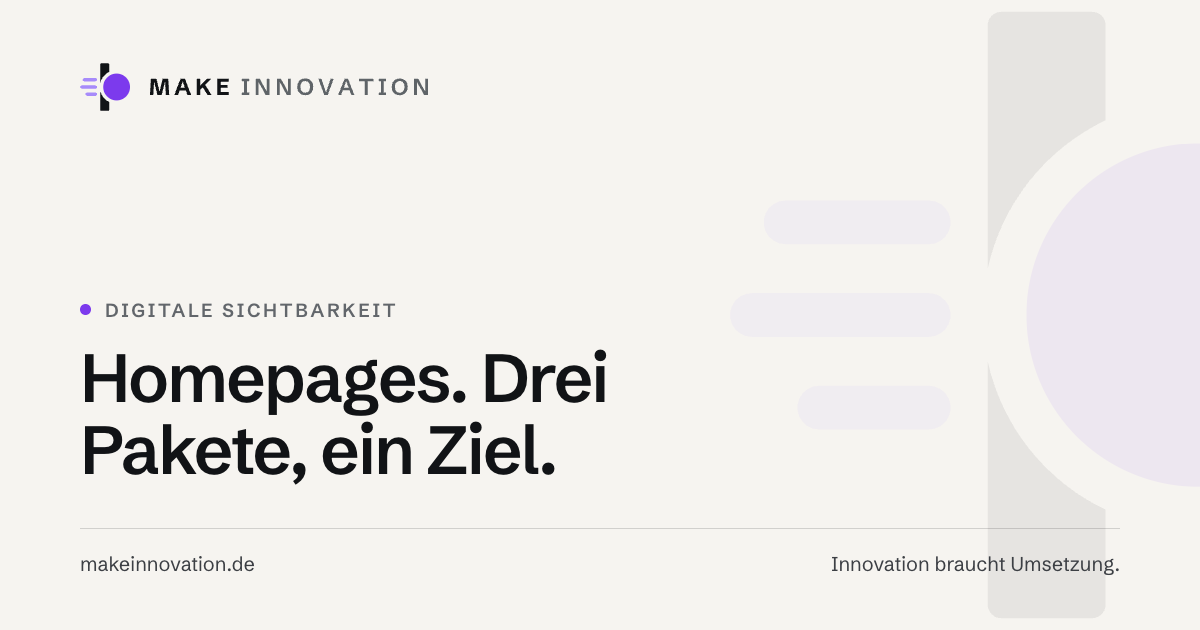 MAKE INNOVATION
DIGITALE SICHTBARKEIT
Homepages. Drei
Pakete, ein Ziel.
makeinnovation.de
Innovation braucht Umsetzung.